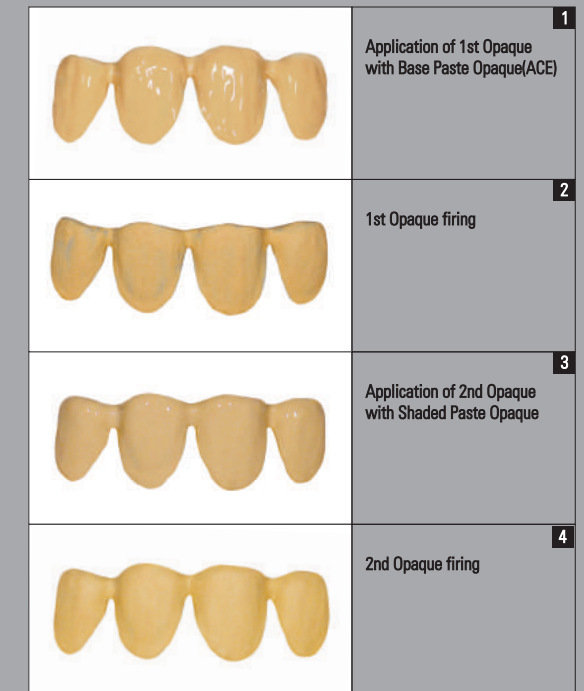 1
Application of 1st Opaque
with Base Paste Opaque(ACE)
2
1st Opaque firing
3
Application of 2nd Opaque
with Shaded Paste Opaque
4
2nd Opaque firing